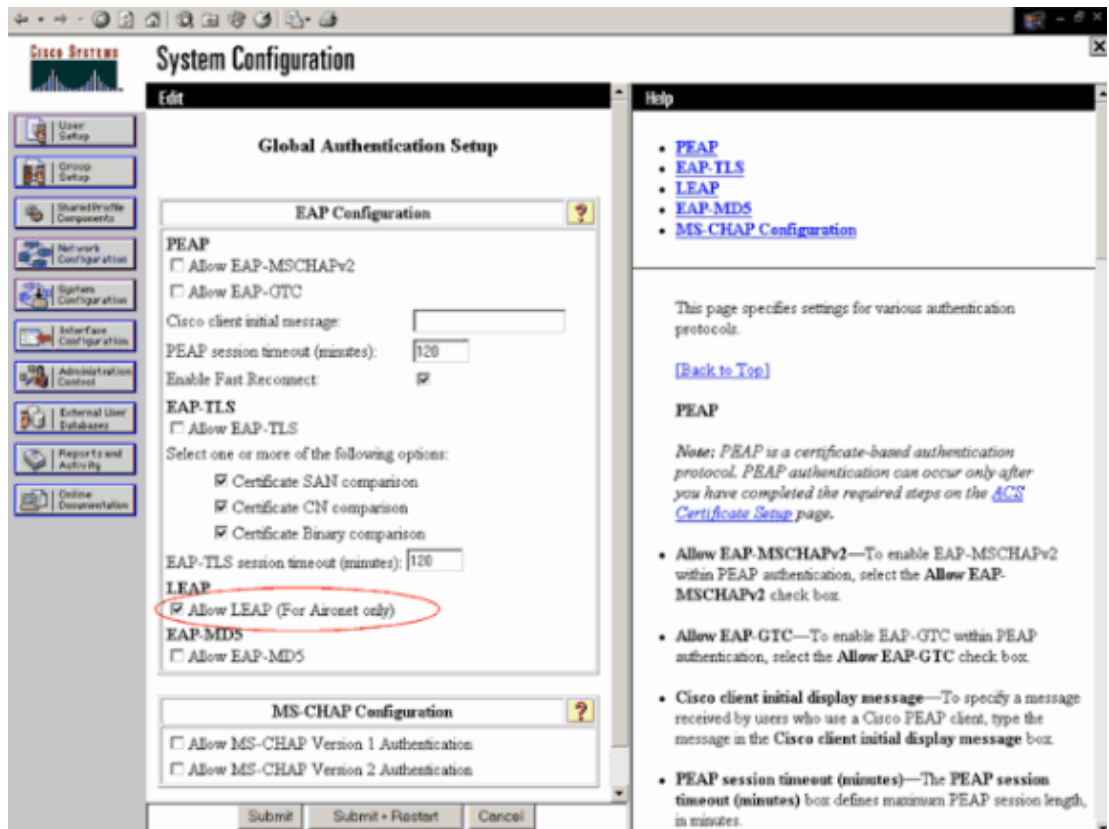 CISCO SYSTEMS
System Configuration
User Setup
Group Setup
Shared Profile Components
Network Configuration
System Configuration
Interface Configuration
Administration Control
External User Databases
Reports and Activity
Online Documentation
Edit
Global Authentication Setup
EAP Configuration
?
PEAP
Allow EAP-MSCHAPv2
Allow EAP-GTC
Cisco client initial message:
PEAP session timeout (minutes): 120
Enable Fast Reconnect:
EAP-TLS
Allow EAP-TLS
Select one or more of the following options:
Certificate SAN comparison
Certificate CN comparison
Certificate Binary comparison
EAP-TLS session timeout (minutes): 120
LEAP
Allow LEAP (For Aironet only)
EAP-MD5
Allow EAP-MD5
MS-CHAP Configuration
?
Allow MS-CHAP Version 1 Authentication
Allow MS-CHAP Version 2 Authentication
Submit
Submit + Restart
Cancel
Help
PEAP
EAP-TLS
LEAP
EAP-MD5
MS-CHAP Configuration
This page specifies settings for various authentication
protocols.
[Back to Top]
PEAP
Note: PEAP is a certificate-based authentication
protocol. PEAP authentication can occur only after
you have completed the required steps on the ACS
Certificate Setup page.
Allow EAP-MSCHAPv2—To enable EAP-MSCHAPv2
within PEAP authentication, select the Allow EAP-
MSCHAPv2 check box.
Allow EAP-GTC—To enable EAP-GTC within PEAP
authentication, select the Allow EAP-GTC check box.
Cisco client initial display message—To specify a message
received by users who use a Cisco PEAP client, type the
message in the Cisco client initial display message box.
PEAP session timeout (minutes)—The PEAP session
timeout (minutes) box defines maximum PEAP session length,
in minutes.